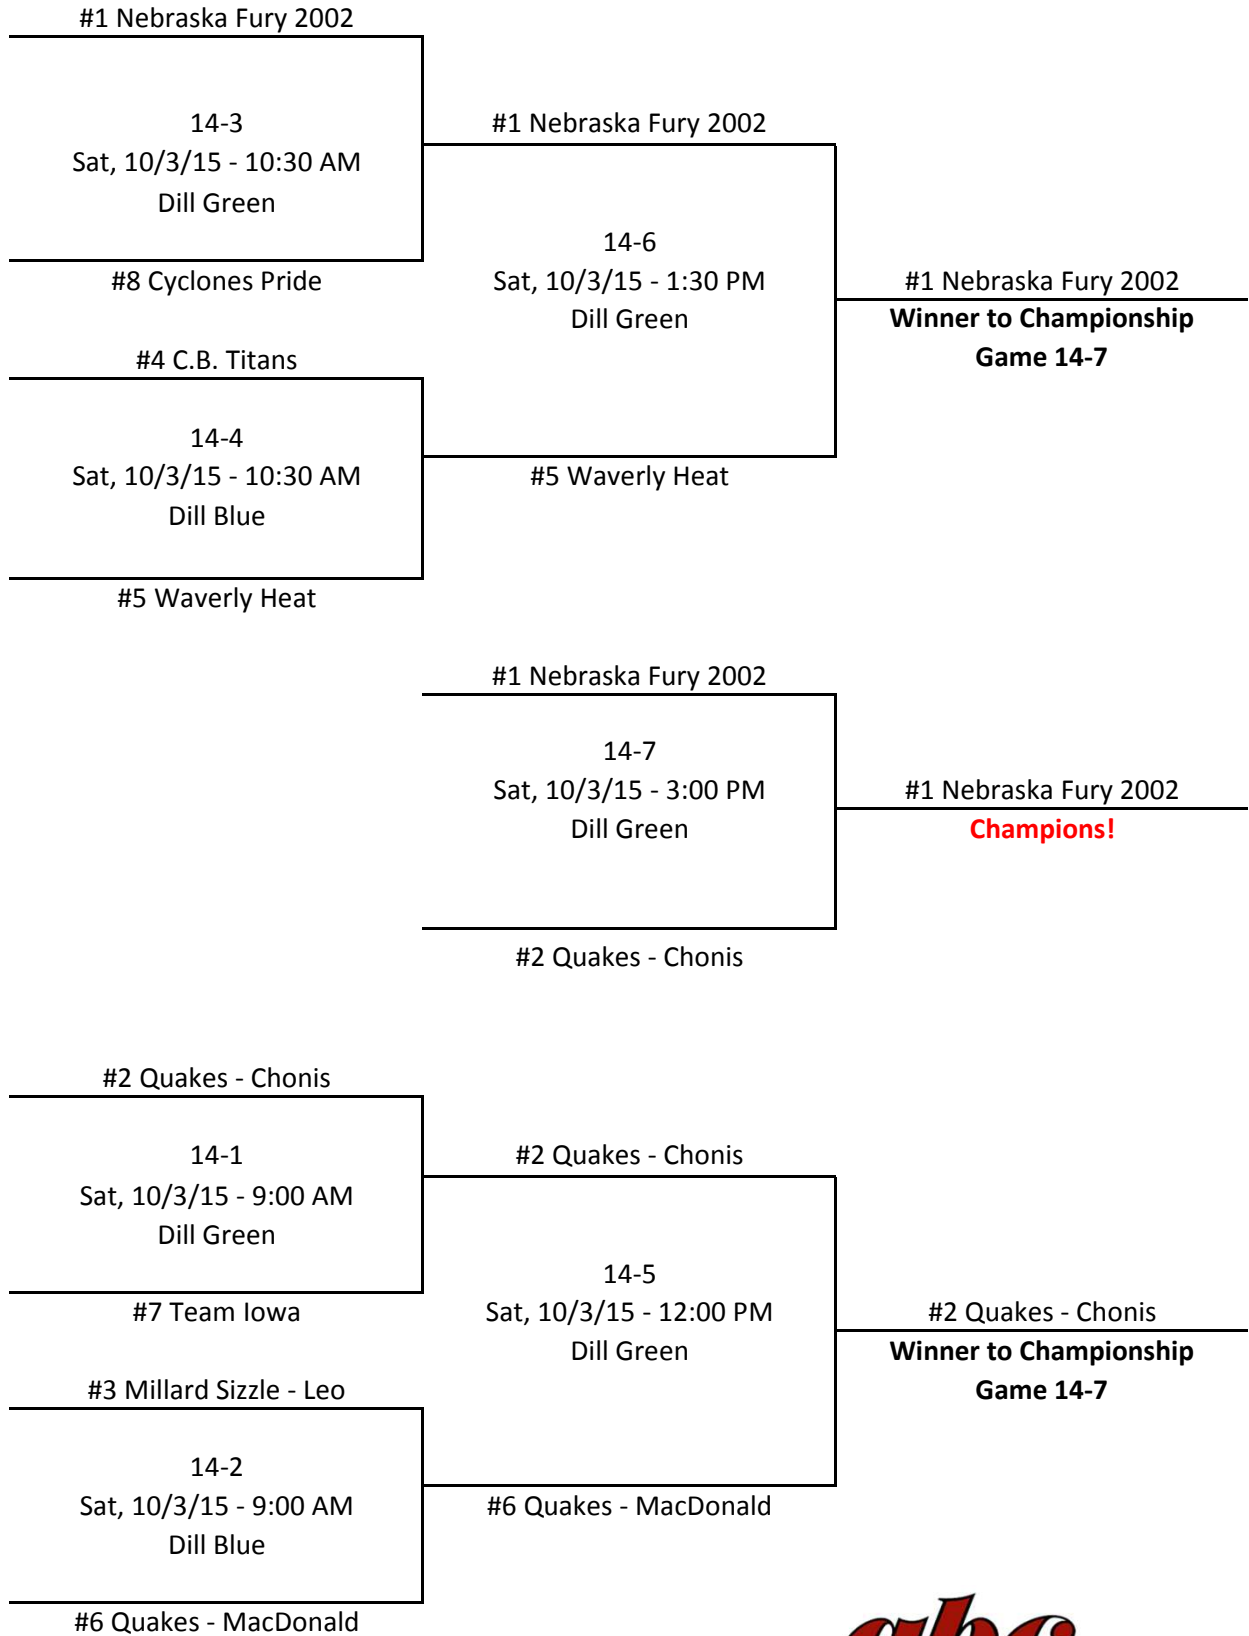 #1 Nebraska Fury 2002
14-3
Sat, 10/3/15 - 10:30 AM
Dill Green
#8 Cyclones Pride
#4 C.B. Titans
14-4
Sat, 10/3/15 - 10:30 AM
Dill Blue
#5 Waverly Heat
#1 Nebraska Fury 2002
14-6
Sat, 10/3/15 - 1:30 PM
Dill Green
#5 Waverly Heat
#1 Nebraska Fury 2002
Winner to Championship
Game 14-7
#1 Nebraska Fury 2002
14-7
Sat, 10/3/15 - 3:00 PM
Dill Green
#2 Quakes - Chonis
#1 Nebraska Fury 2002
Champions!
#2 Quakes - Chonis
14-1
Sat, 10/3/15 - 9:00 AM
Dill Green
#7 Team Iowa
#3 Millard Sizzle - Leo
14-2
Sat, 10/3/15 - 9:00 AM
Dill Blue
#6 Quakes - MacDonald
#2 Quakes - Chonis
14-5
Sat, 10/3/15 - 12:00 PM
Dill Green
#6 Quakes - MacDonald
#2 Quakes - Chonis
Winner to Championship
Game 14-7
abc